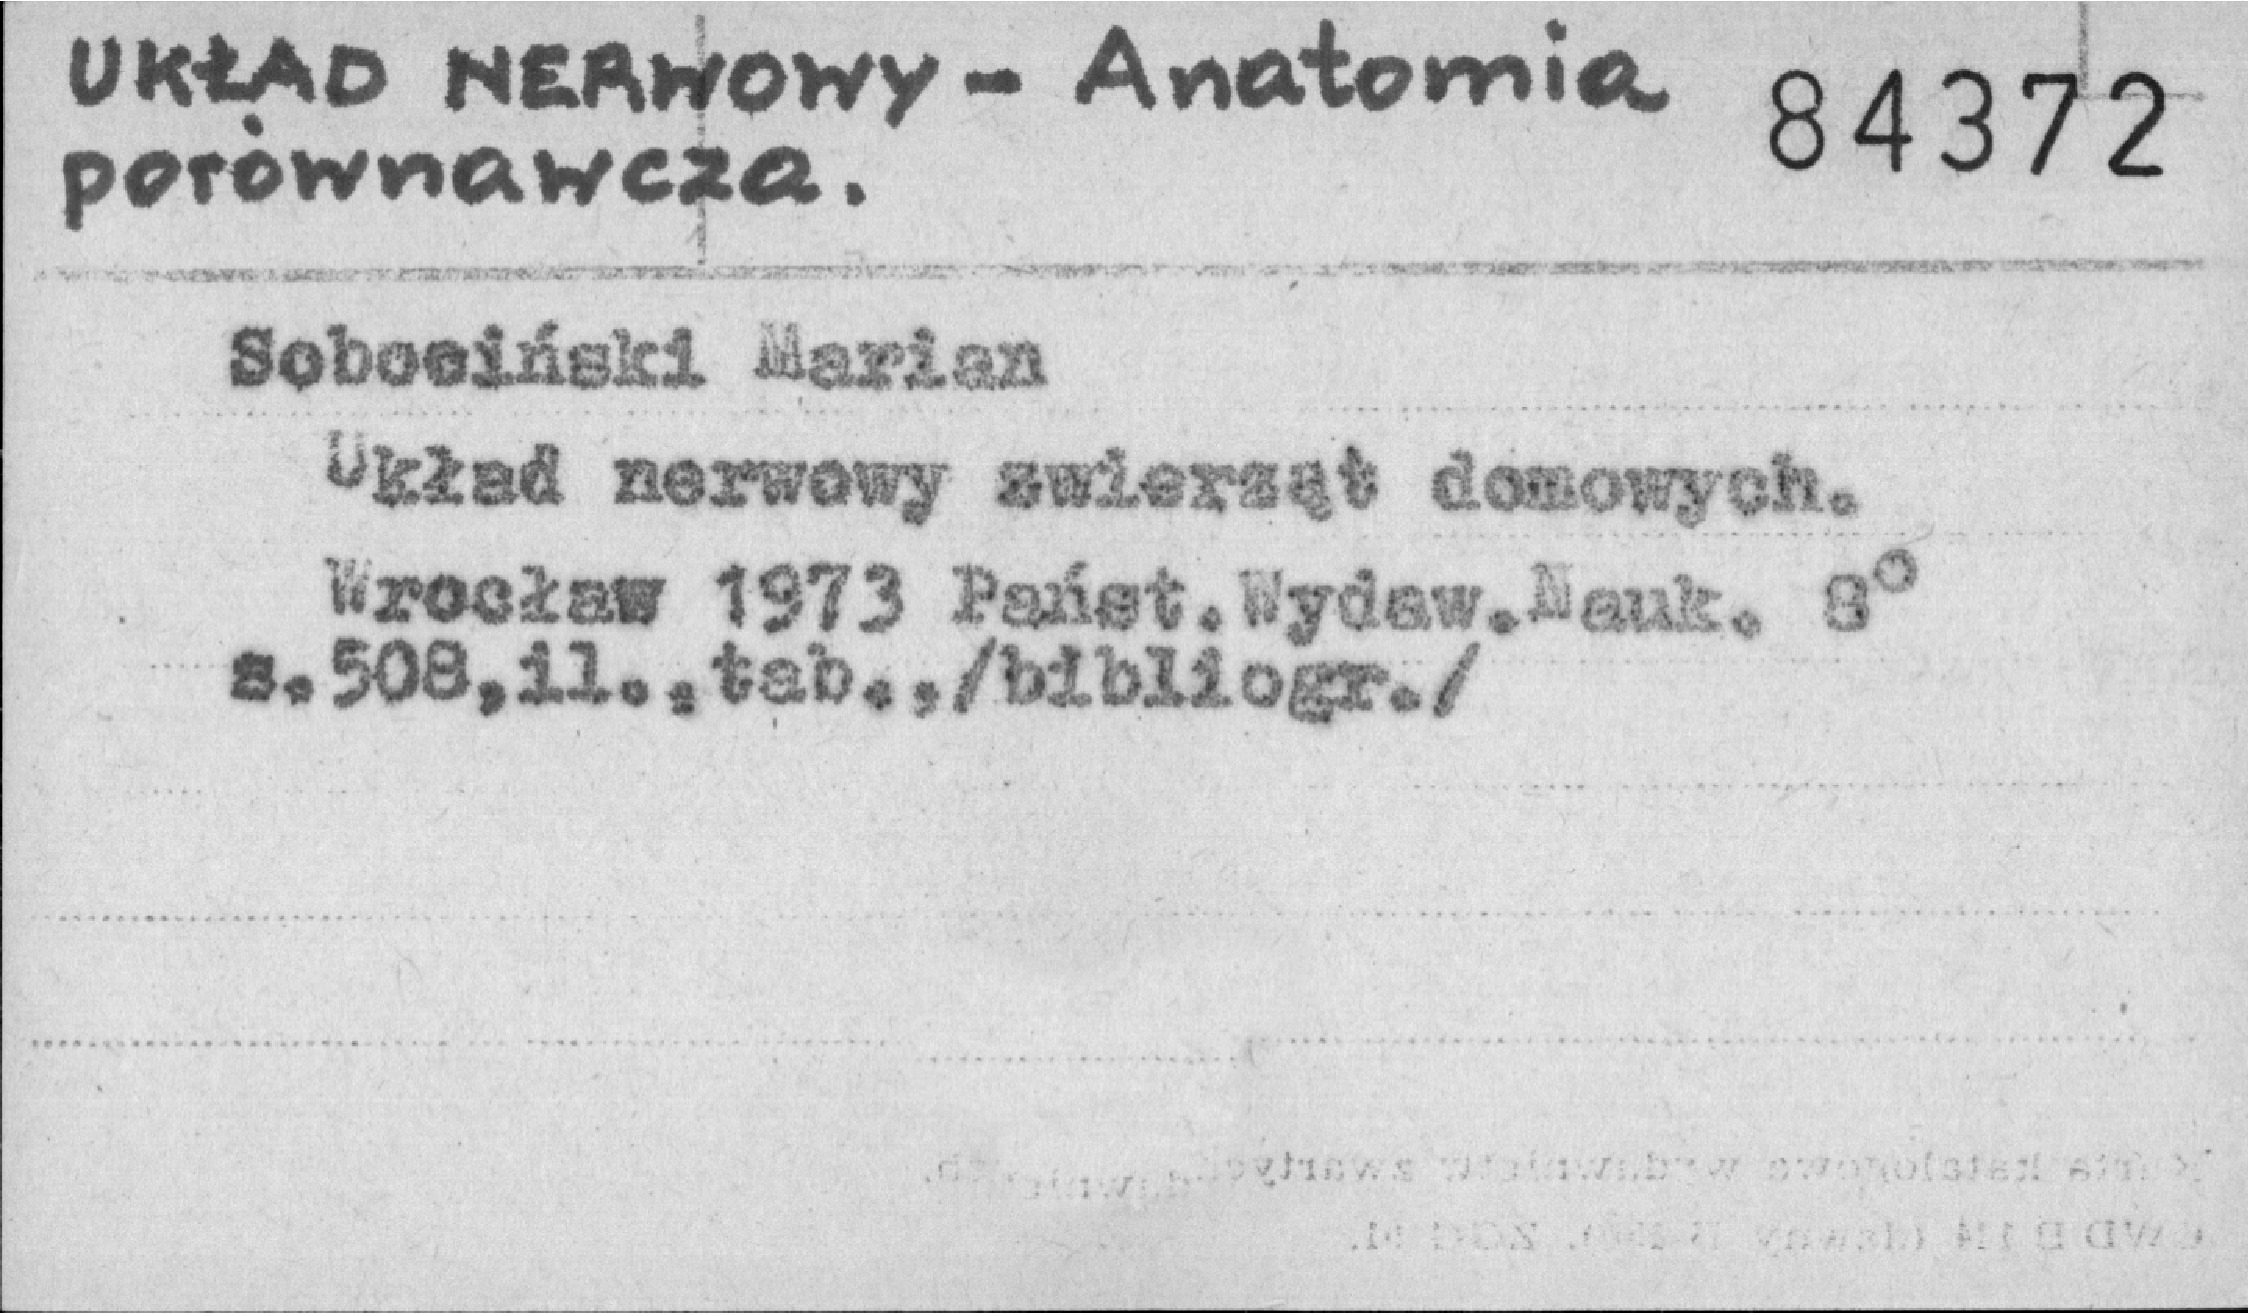 UKŁAD NERWOWY - Anatomia 84372
porównawcza.
Sobociński Marian
Układ nerwowy zwierząt domowych.
Wrocław 1973 Państ.Wydaw.Nauk. 8°
s.508,il.,tab.,/bibliogr./